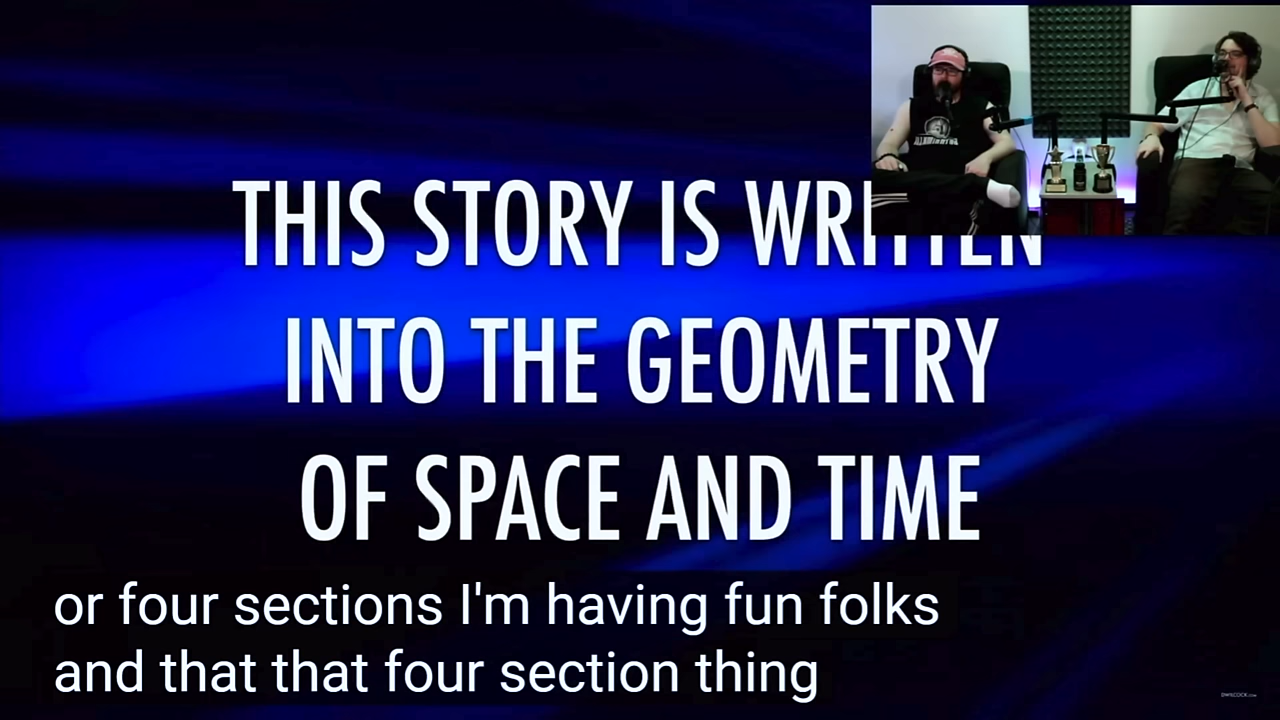 THIS STORY IS WRITTEN
INTO THE GEOMETRY
OF SPACE AND TIME
or four sections I'm having fun folks
and that that four section thing